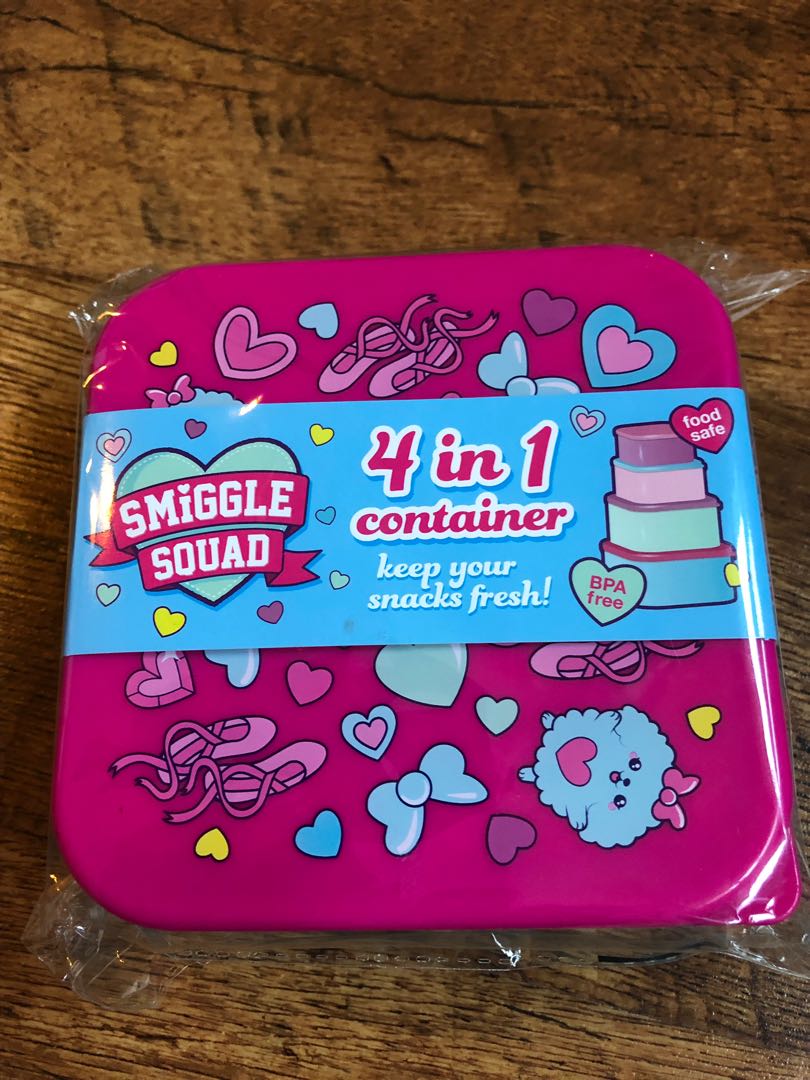 SMiGGLE
SQUAD
4 in 1
container
keep your
snacks fresh!
food
safe
BPA
free